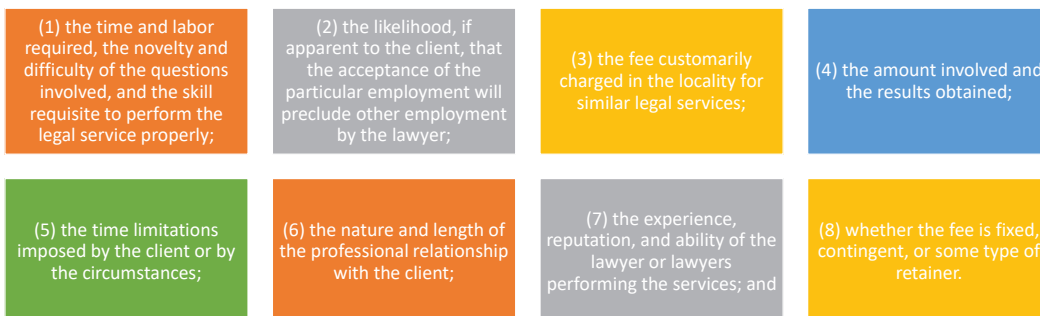 (1) the time and labor
required, the novelty and
difficulty of the questions
involved, and the skill
requisite to perform the
legal service properly;
(2) the likelihood, if
apparent to the client, that
the acceptance of the
particular employment will
preclude other employment
by the lawyer;
(3) the fee customarily
charged in the locality for
similar legal services;
(4) the amount involved and
the results obtained;
(5) the time limitations
imposed by the client or by
the circumstances;
(6) the nature and length of
the professional relationship
with the client;
(7) the experience,
reputation, and ability of the
lawyer or lawyers
performing the services; and
(8) whether the fee is fixed,
contingent, or some type of
retainer.